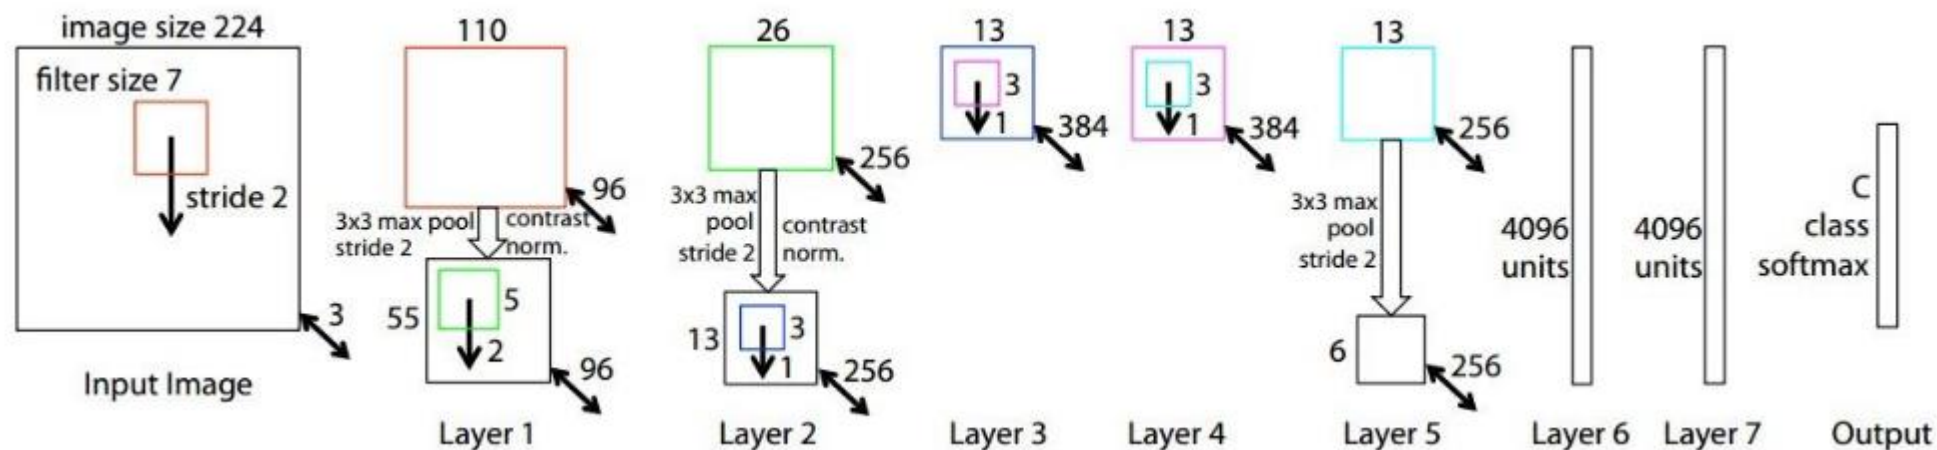 image size 224
filter size 7
stride 2
3
Input Image
110
96
3x3 max pool
stride 2
contrast
norm.
55
5
2
96
Layer 1
26
256
3x3 max
pool
stride 2
contrast
norm.
13
3
1
256
Layer 2
13
3
1
384
Layer 3
13
3
1
384
Layer 4
13
256
3x3 max
pool
stride 2
6
256
Layer 5
4096
units
Layer 6
4096
units
Layer 7
C
class
softmax
Output